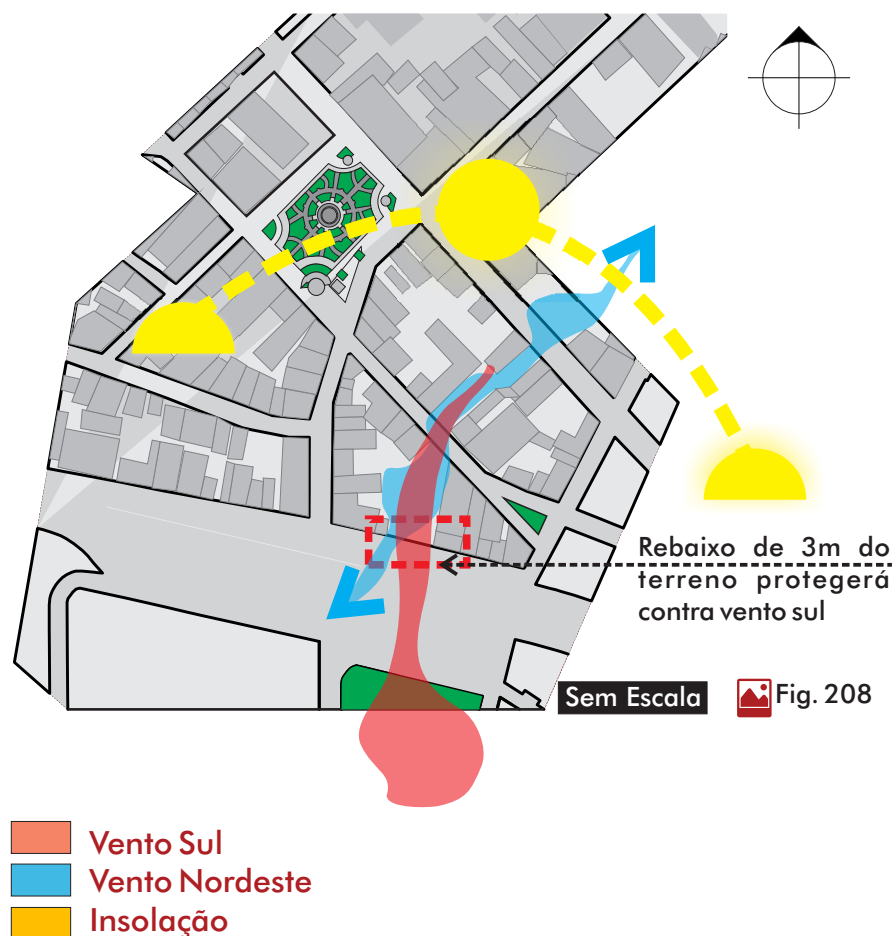 Rebaixo de 3m do
terreno protegerá
contra vento sul
Sem Escala
Fig. 208
Vento Sul
Vento Nordeste
Insolação